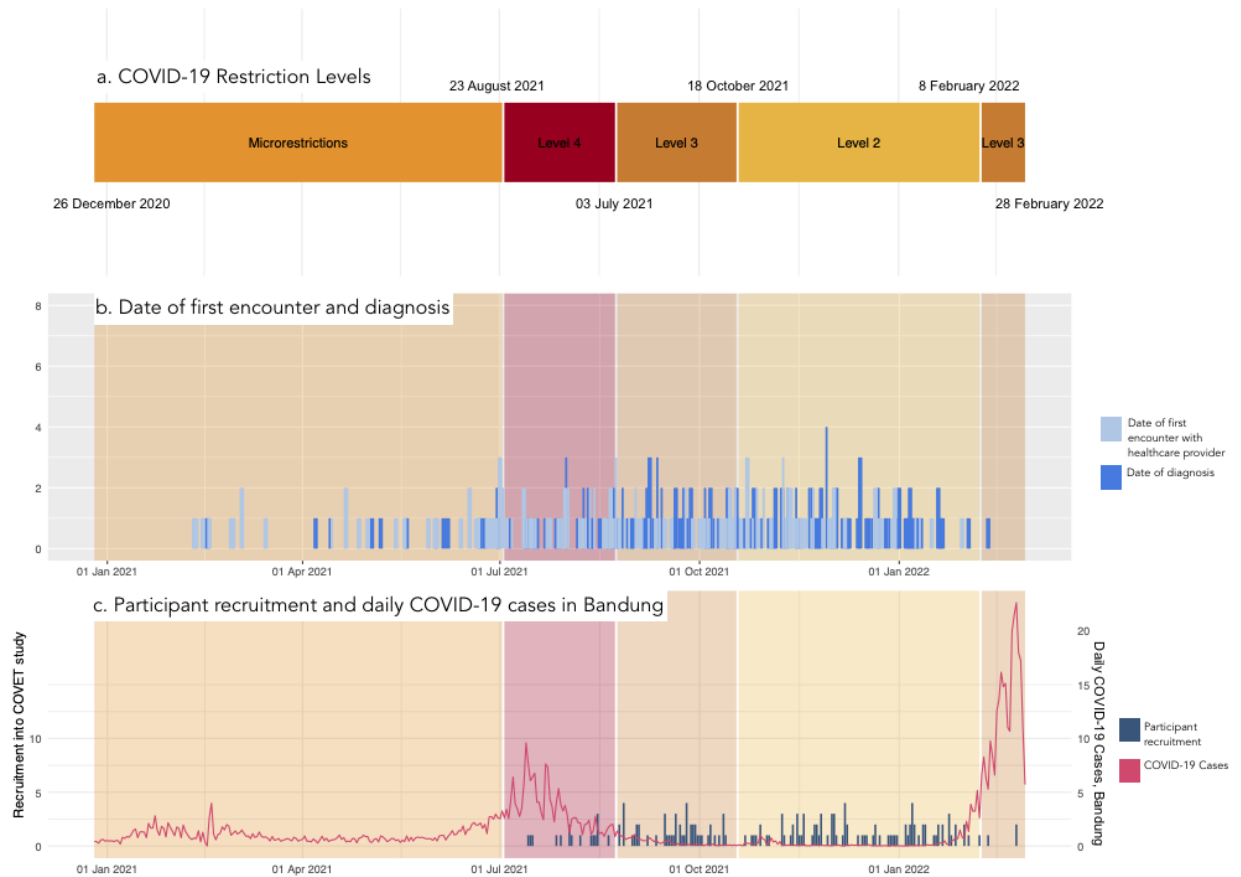 a. COVID-19 Restriction Levels
23 August 2021
18 October 2021
8 February 2022
Microrestrictions
Level 4
Level 3
Level 2
Level 3
26 December 2020
03 July 2021
28 February 2022
b. Date of first encounter and diagnosis
8
6
4
2
0
01 Jan 2021
01 Apr 2021
01 Jul 2021
01 Oct 2021
01 Jan 2022
Date of first
encounter with
healthcare provider
Date of diagnosis
c. Participant recruitment and daily COVID-19 cases in Bandung
Recruitment into COVET study
10
5
0
20
15
10
5
0
Daily COVID-19 Cases, Bandung
01 Jan 2021
01 Apr 2021
01 Jul 2021
01 Oct 2021
01 Jan 2022
Participant
recruitment
COVID-19 Cases